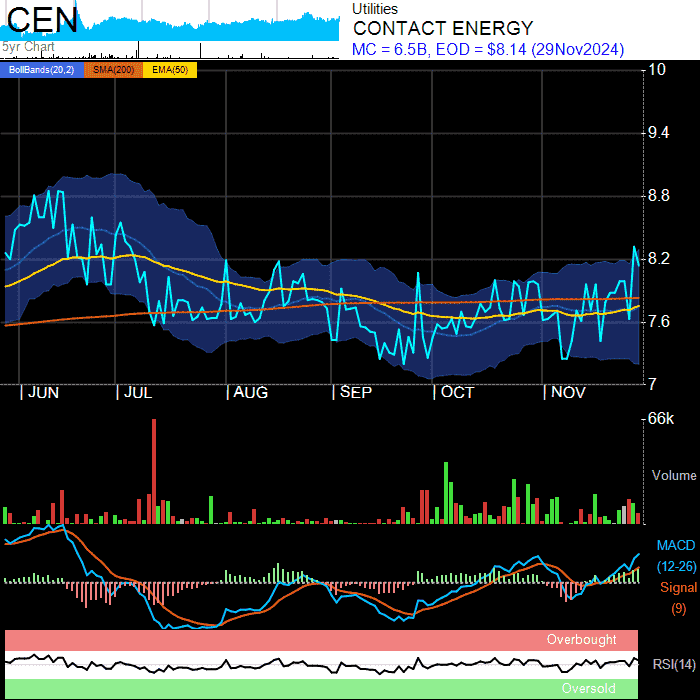 CEN
5yr Chart
Utilities
CONTACT ENERGY
MC = 6.5B, EOD = $8.14 (29Nov2024)
BollBands(20,2) SMA(200) EMA(50)
10
9.4
8.8
8.2
7.6
7
JUN JUL AUG SEP OCT NOV
66k
Volume
MACD
(12-26)
Signal
(9)
Overbought
RSI(14)
Oversold